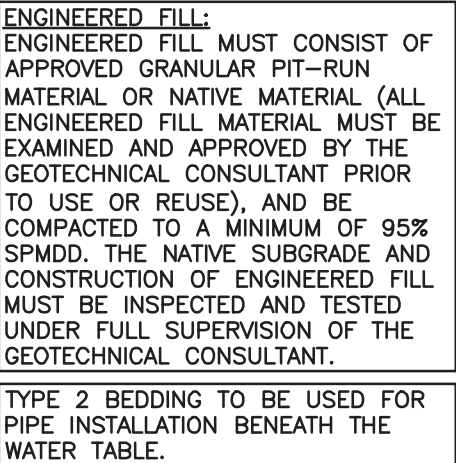 ENGINEERED FILL:
ENGINEERED FILL MUST CONSIST OF
APPROVED GRANULAR PIT-RUN
MATERIAL OR NATIVE MATERIAL (ALL
ENGINEERED FILL MATERIAL MUST BE
EXAMINED AND APPROVED BY THE
GEOTECHNICAL CONSULTANT PRIOR
TO USE OR REUSE), AND BE
COMPACTED TO A MINIMUM OF 95%
SPMDD. THE NATIVE SUBGRADE AND
CONSTRUCTION OF ENGINEERED FILL
MUST BE INSPECTED AND TESTED
UNDER FULL SUPERVISION OF THE
GEOTECHNICAL CONSULTANT.
TYPE 2 BEDDING TO BE USED FOR
PIPE INSTALLATION BENEATH THE
WATER TABLE.